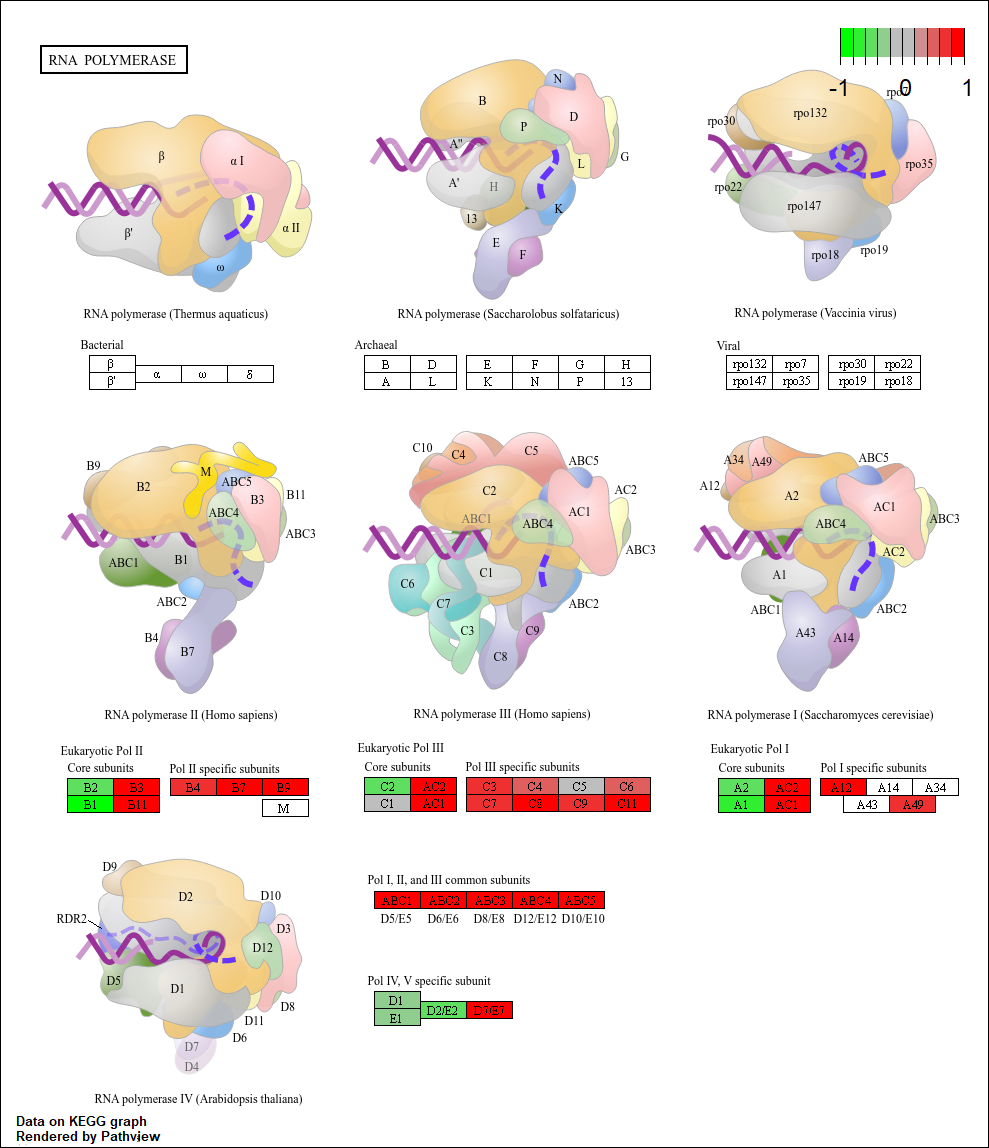 RNA POLYMERASE
-1 0 1
β
α I
α II
β'
ω
RNA polymerase (Thermus aquaticus)
N
B
D
P
A''
G
L
A'
H
K
13
E
F
RNA polymerase (Saccharolobus solfataricus)
rpo7
rpo132
rpo30
rpo35
rpo22
rpo147
rpo18
rpo19
RNA polymerase (Vaccinia virus)
Bacterial
β
β' α ω δ
Archaeal
B D E F G H
A L K N P 13
Viral
rpo132 rpo7 rpo30 rpo22
rpo147 rpo35 rpo19 rpo18
B9
M
B2
ABC5
B3
B11
ABC4
ABC3
ABC1
B1
ABC2
B4
B7
RNA polymerase II (Homo sapiens)
C10
C4
C5
ABC5
C2
AC2
ABC1
ABC4
AC1
ABC3
C6
C1
C7
ABC2
C3
C9
C8
RNA polymerase III (Homo sapiens)
A34
A49
ABC5
A12
A2
AC1
ABC4
ABC3
AC2
A1
ABC1
ABC2
A43
A14
RNA polymerase I (Saccharomyces cerevisiae)
Eukaryotic Pol II
Core subunits Pol II specific subunits
B2 B3 B4 B7 B9
B1 B11 M
Eukaryotic Pol III
Core subunits Pol III specific subunits
C2 AC2 C3 C4 C5 C6
C1 AC1 C7 C8 C9 C11
Eukaryotic Pol I
Core subunits Pol I specific subunits
A2 AC2 A12 A14 A34
A1 AC1 A43 A49
D9
D2
D10
RDR2
D3
D12
D5
D1
D8
D11
D6
D7
D4
RNA polymerase IV (Arabidopsis thaliana)
Pol I, II, and III common subunits
ABC1 ABC2 ABC3 ABC4 ABC5
D5/E5 D6/E6 D8/E8 D12/E12 D10/E10
Pol IV, V specific subunit
D1
E1 D2/E2 D7/E7
Data on KEGG graph
Rendered by Pathview